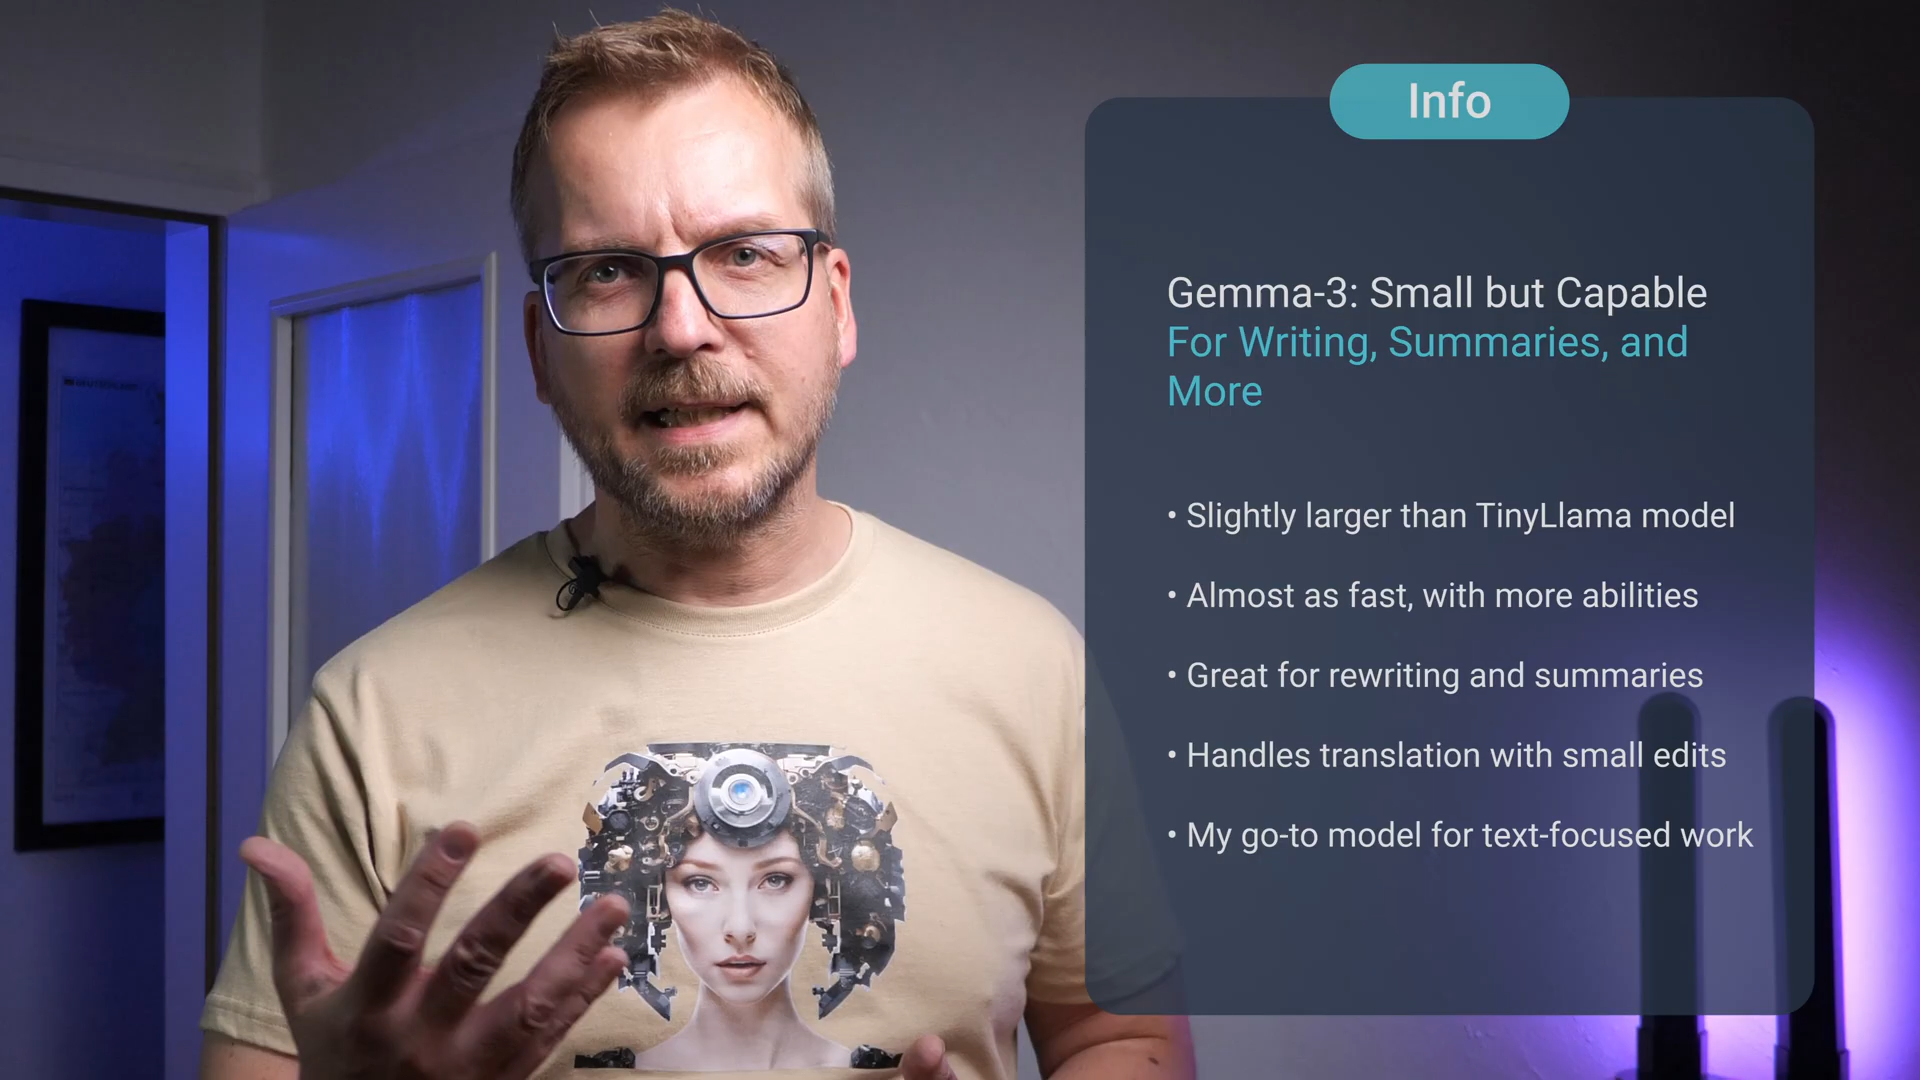 Info
Gemma-3: Small but Capable
For Writing, Summaries, and
More
• Slightly larger than TinyLlama model
• Almost as fast, with more abilities
• Great for rewriting and summaries
• Handles translation with small edits
• My go-to model for text-focused work
DEUTSCHLAND